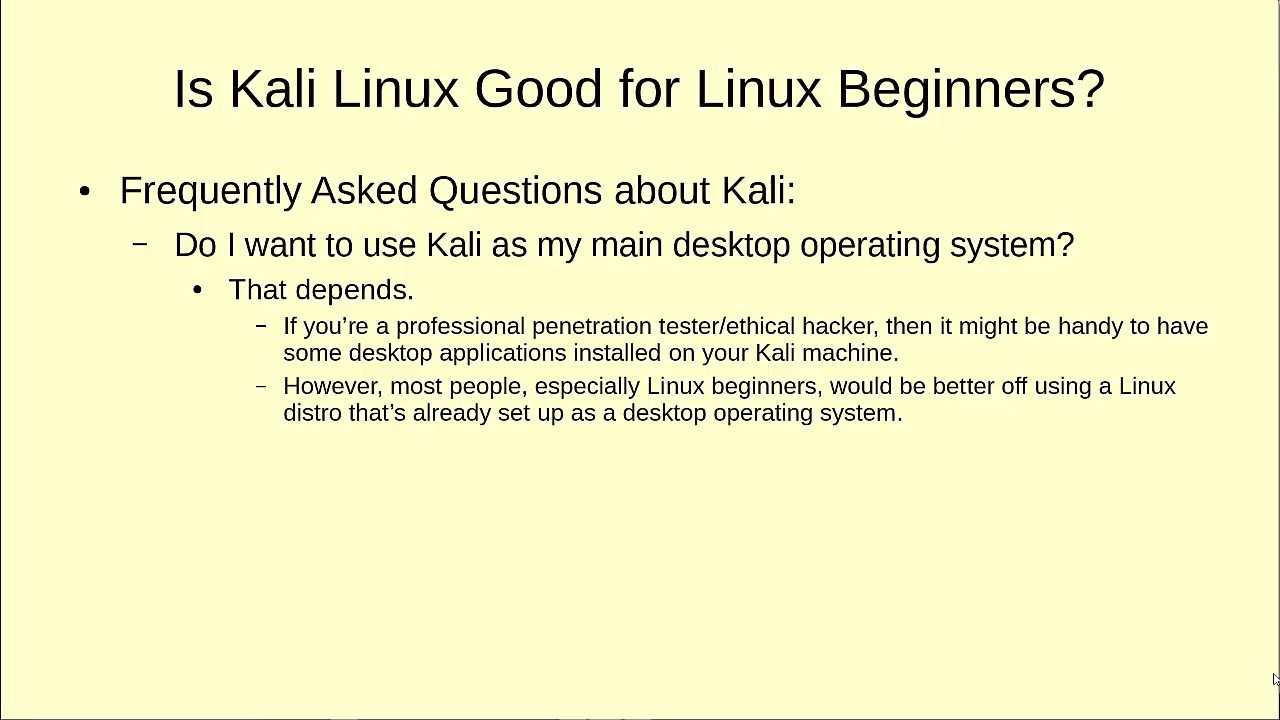 Is Kali Linux Good for Linux Beginners?
• Frequently Asked Questions about Kali:
– Do I want to use Kali as my main desktop operating system?
• That depends.
– If you’re a professional penetration tester/ethical hacker, then it might be handy to have
some desktop applications installed on your Kali machine.
– However, most people, especially Linux beginners, would be better off using a Linux
distro that’s already set up as a desktop operating system.